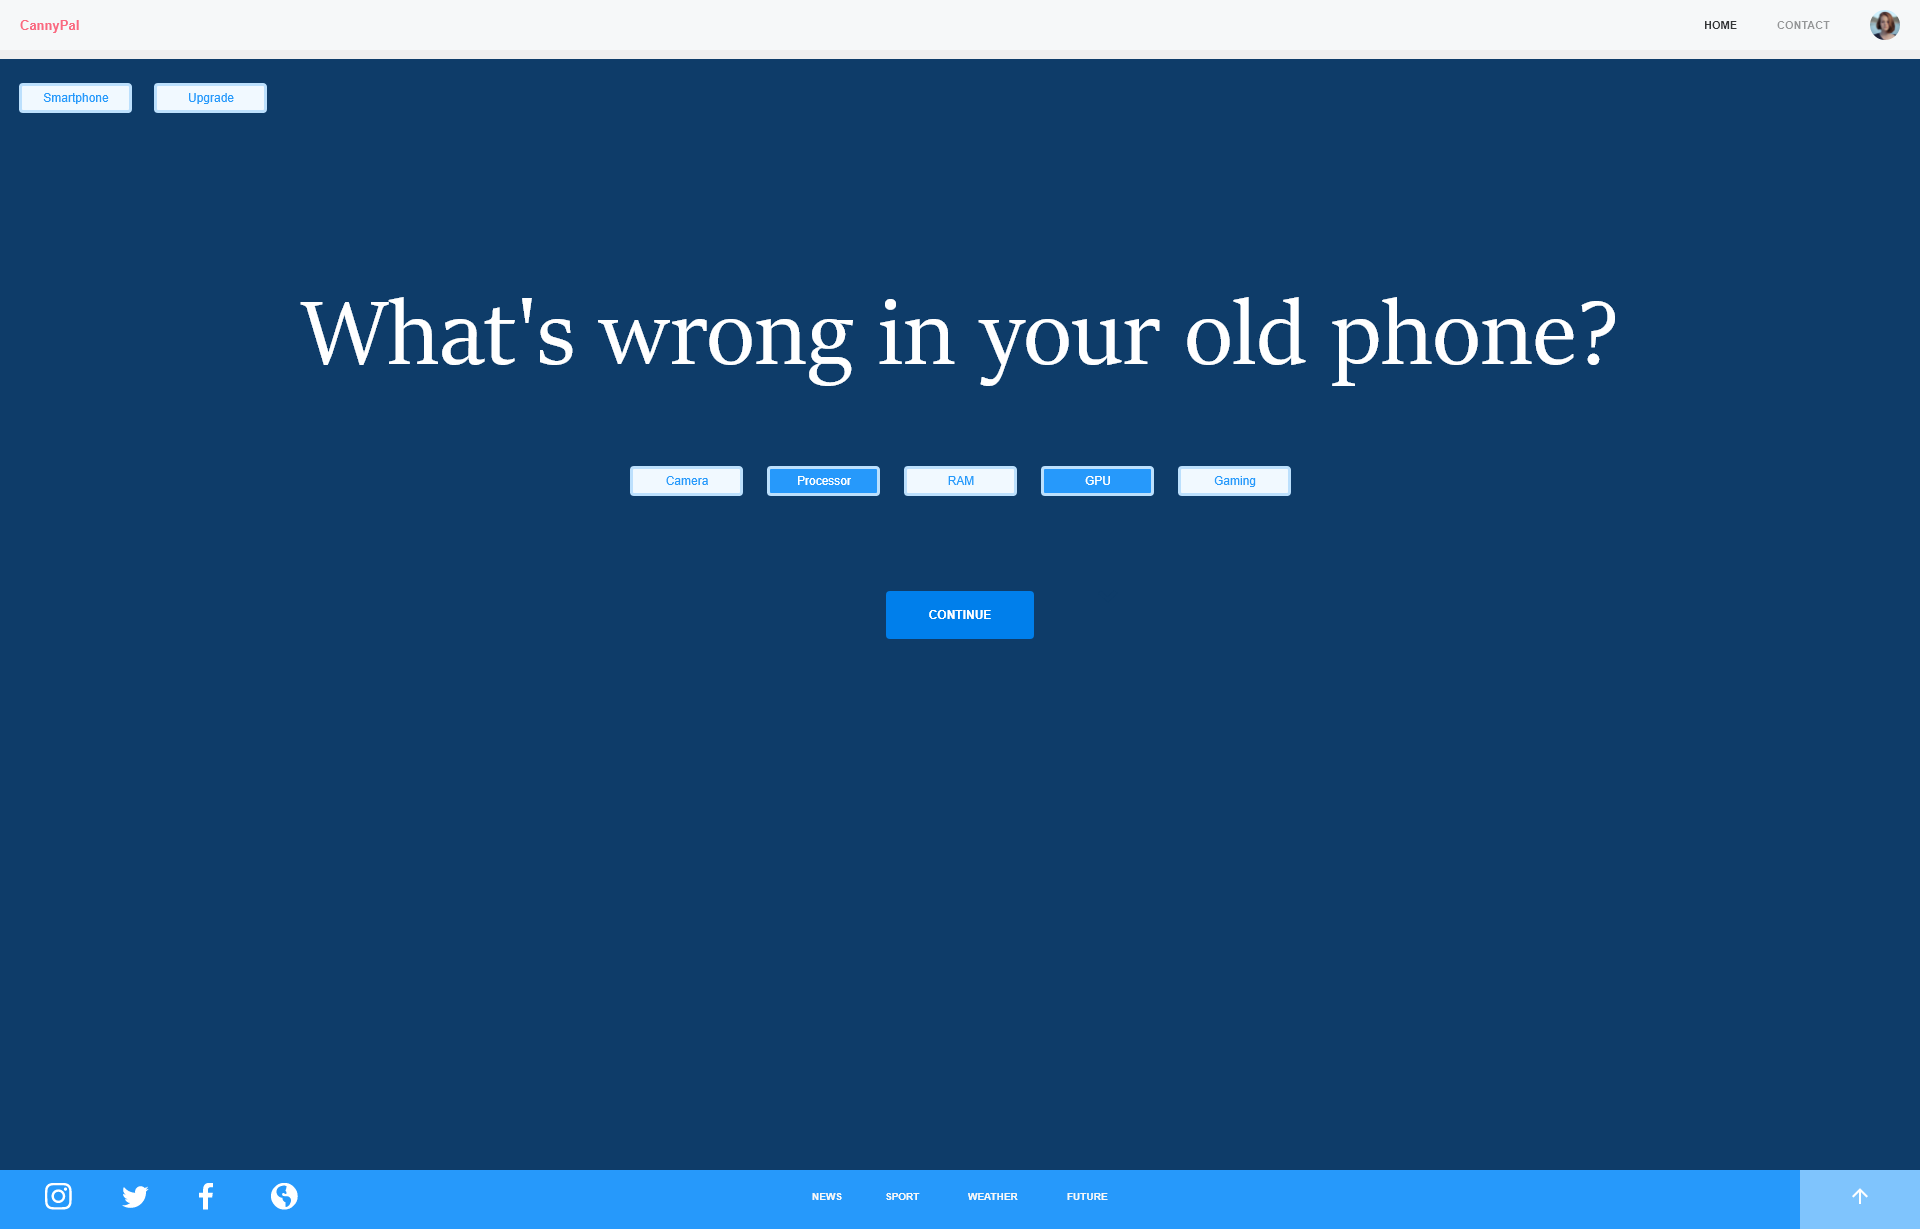 CannyPal
HOME CONTACT
Smartphone Upgrade
What's wrong in your old phone?
Camera Processor RAM GPU Gaming
CONTINUE
NEWS SPORT WEATHER FUTURE